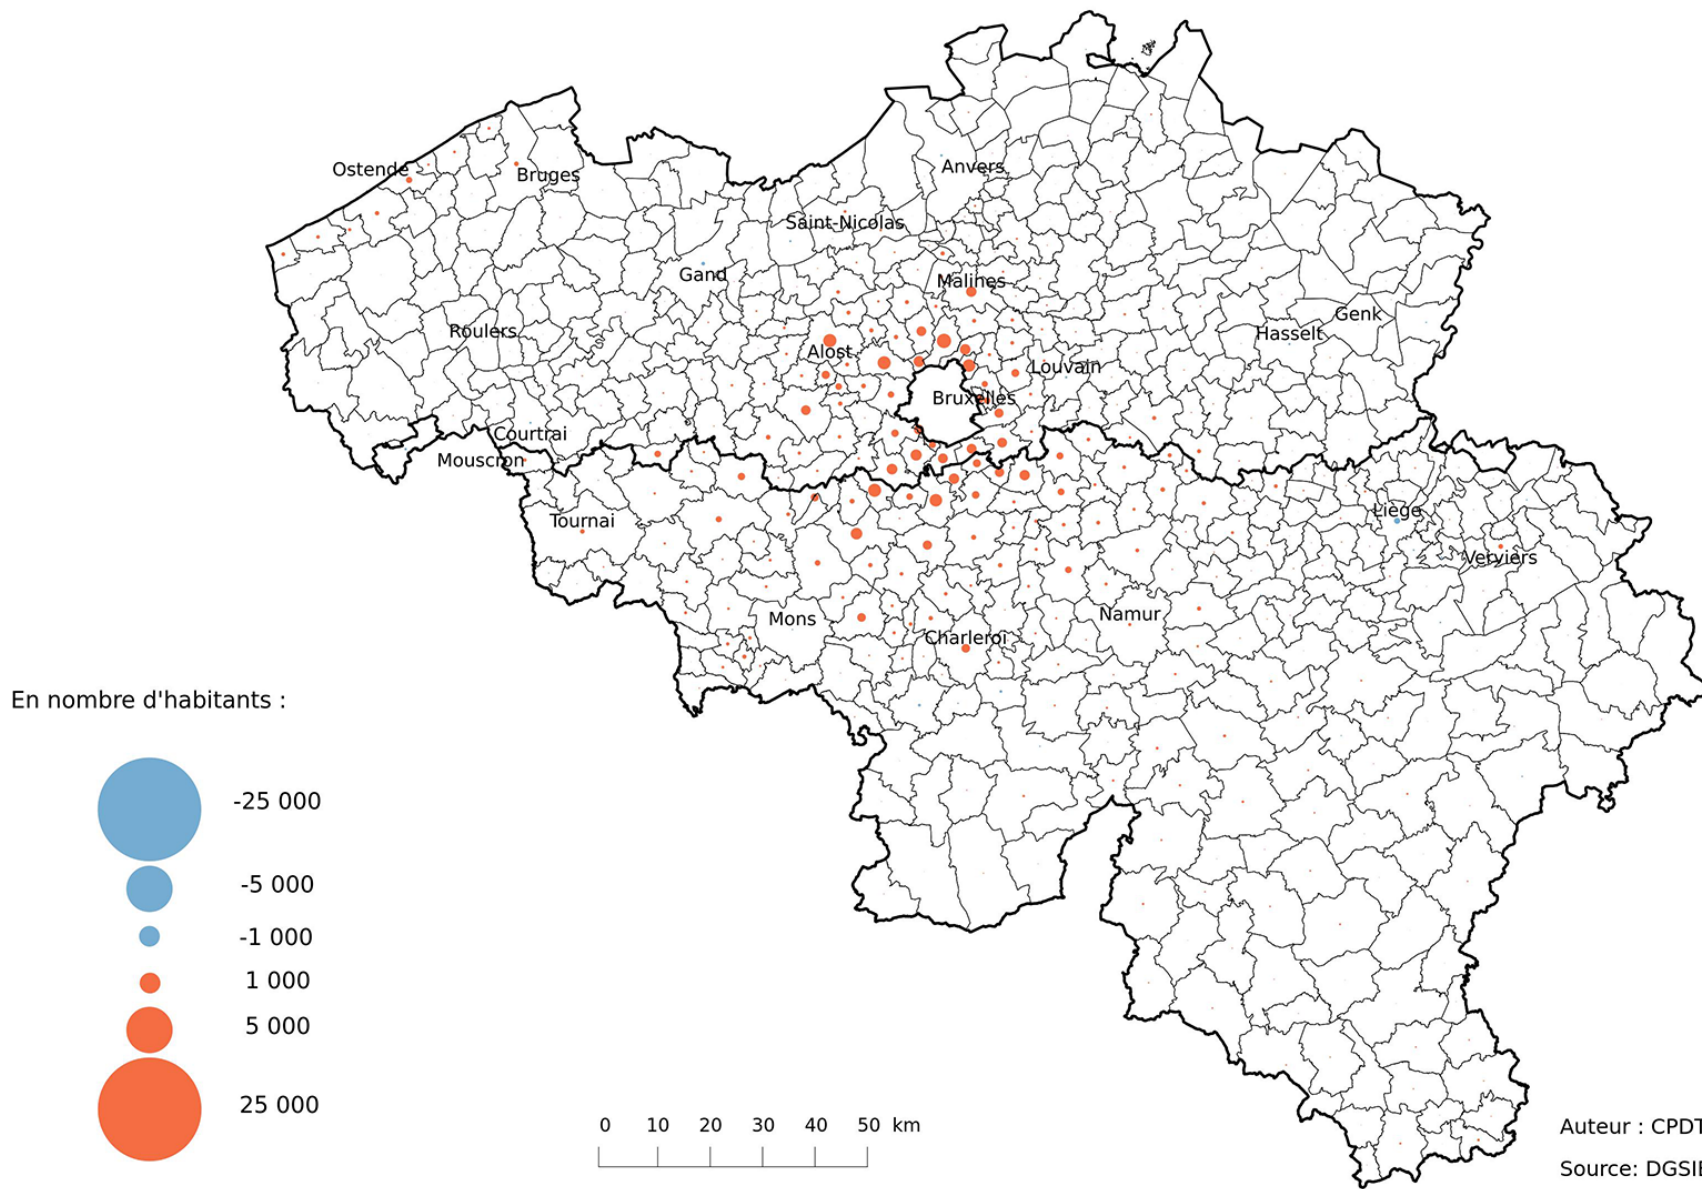 Ostende
Bruges
Anvers
Saint-Nicolas
Gand
Malines
Roulers
Genk
Hasselt
Alost
Louvain
Bruxelles
Courtrai
Mouscron
Tournai
Liège
Verviers
Mons
Namur
Charleroi
En nombre d'habitants :
-25 000
-5 000
-1 000
1 000
5 000
25 000
0 10 20 30 40 50 km
Auteur : CPDT
Source: DGSIE